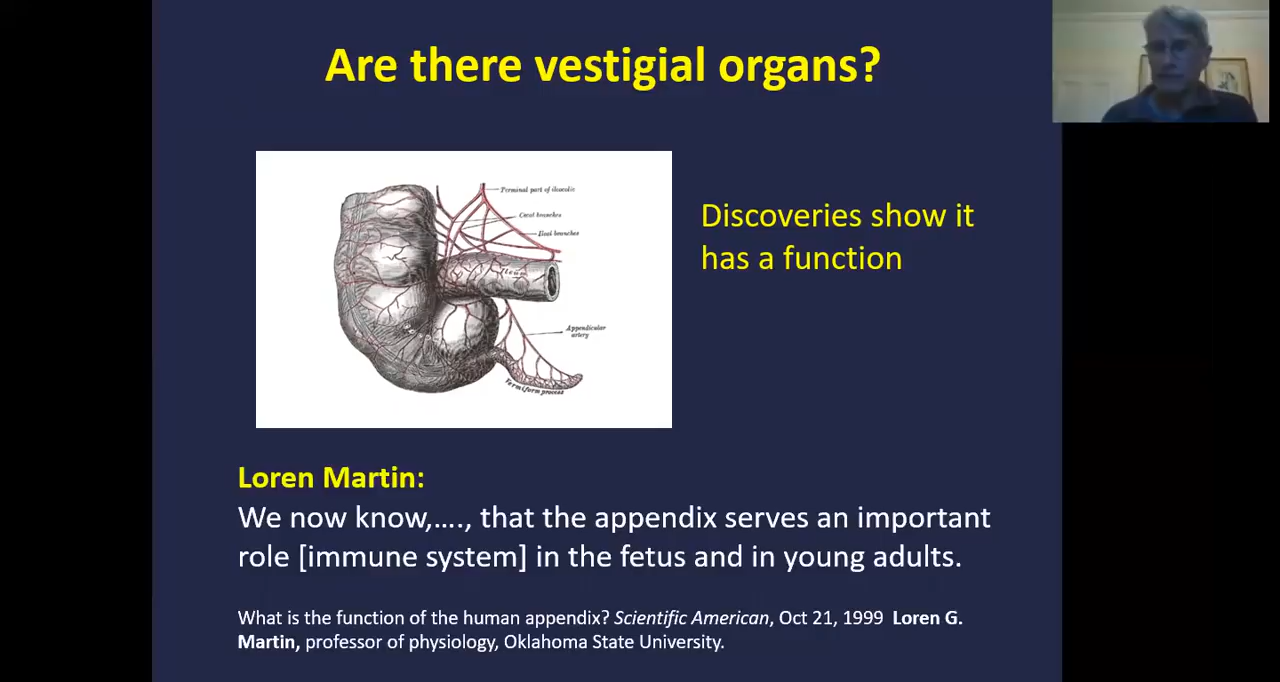 Are there vestigial organs?
Terminal part of ileocolic
Cecal branches
Ileal branches
Ileum
Appendicular
artery
Vermiform process
Discoveries show it
has a function
Loren Martin:
We now know,...., that the appendix serves an important
role [immune system] in the fetus and in young adults.
What is the function of the human appendix? Scientific American, Oct 21, 1999 Loren G.
Martin, professor of physiology, Oklahoma State University.